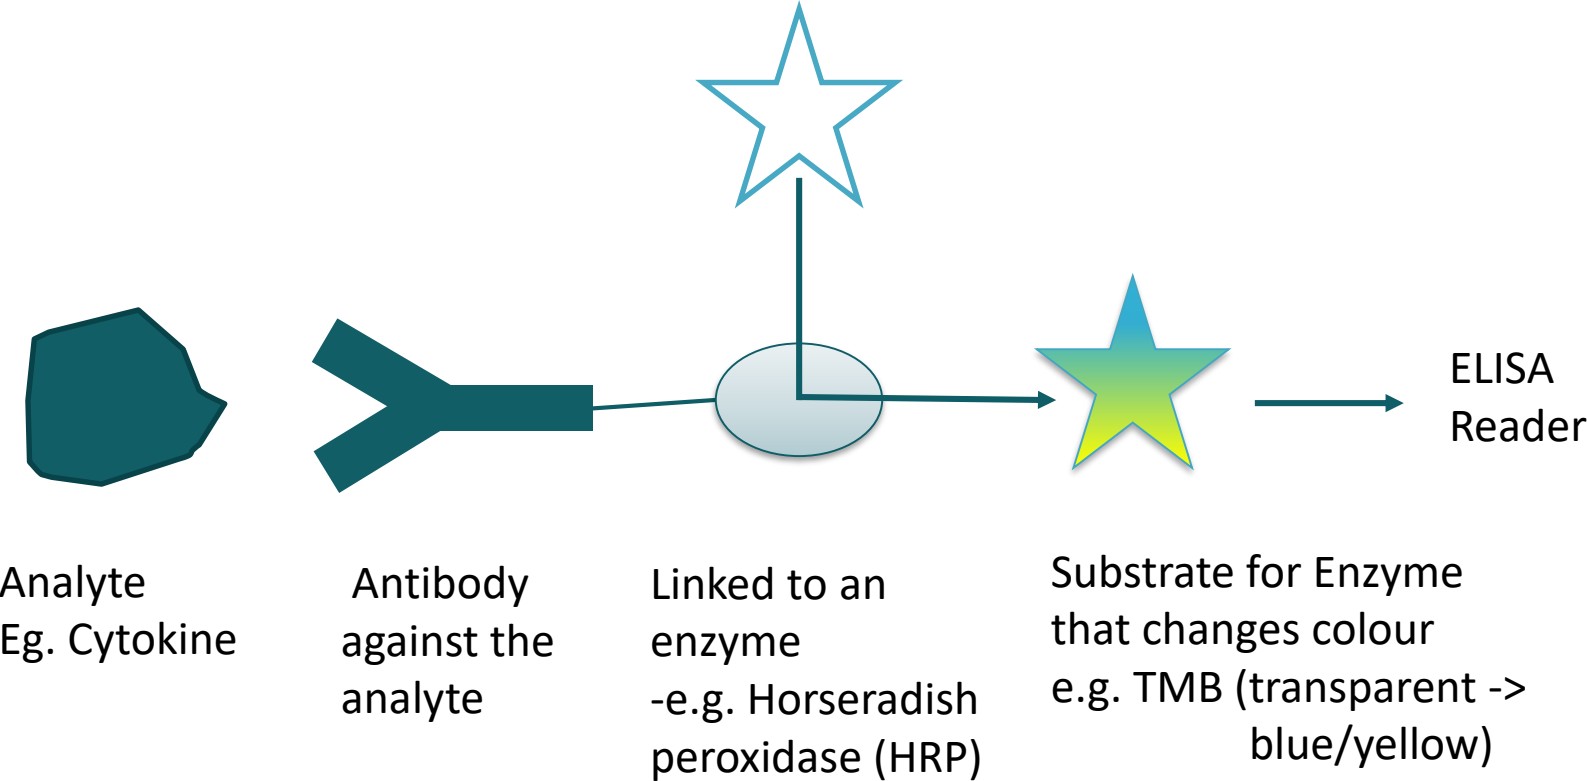 ELISA
Reader
Analyte
Eg. Cytokine
Antibody
against the
analyte
Linked to an
enzyme
-e.g. Horseradish
peroxidase (HRP)
Substrate for Enzyme
that changes colour
e.g. TMB (transparent ->
blue/yellow)